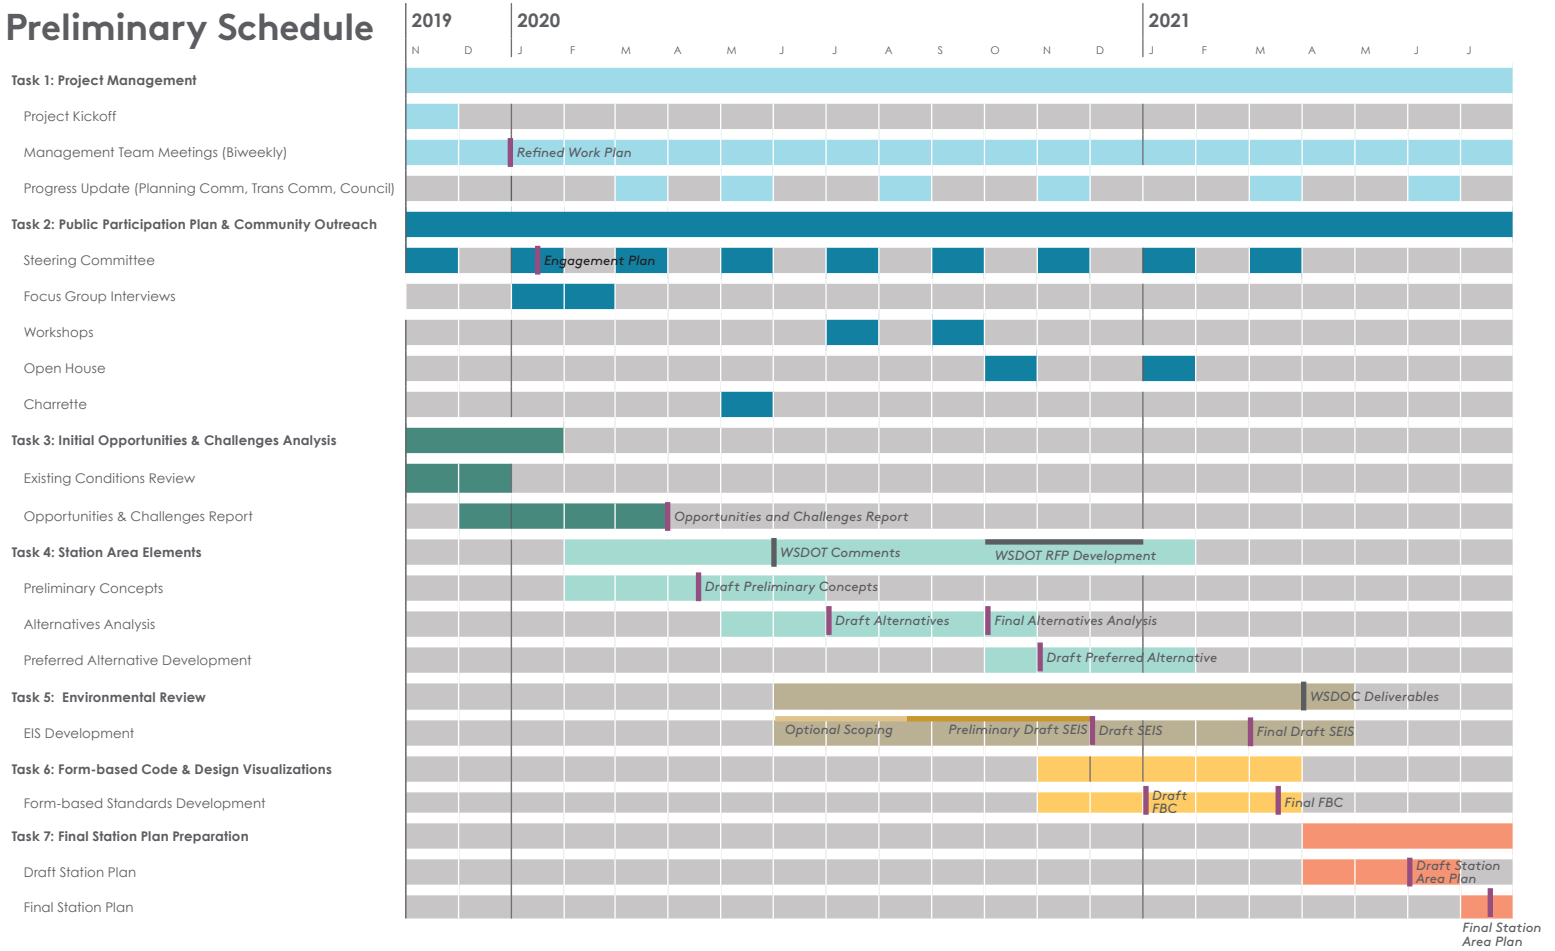 Preliminary Schedule
2019 2020 2021
N D J F M A M J J A S O N D J F M A M J J
Task 1: Project Management
Project Kickoff
Management Team Meetings (Biweekly) Refined Work Plan
Progress Update (Planning Comm, Trans Comm, Council)
Task 2: Public Participation Plan & Community Outreach
Steering Committee Engagement Plan
Focus Group Interviews
Workshops
Open House
Charrette
Task 3: Initial Opportunities & Challenges Analysis
Existing Conditions Review
Opportunities & Challenges Report Opportunities and Challenges Report
Task 4: Station Area Elements WSDOT Comments WSDOT RFP Development
Preliminary Concepts Draft Preliminary Concepts
Alternatives Analysis Draft Alternatives Final Alternatives Analysis
Preferred Alternative Development Draft Preferred Alternative
Task 5: Environmental Review WSDOC Deliverables
EIS Development Optional Scoping Preliminary Draft SEIS Draft SEIS Final Draft SEIS
Task 6: Form-based Code & Design Visualizations
Form-based Standards Development Draft
FBC Final FBC
Task 7: Final Station Plan Preparation
Draft Station Plan Draft Station
Area Plan
Final Station Plan
Final Station
Area Plan